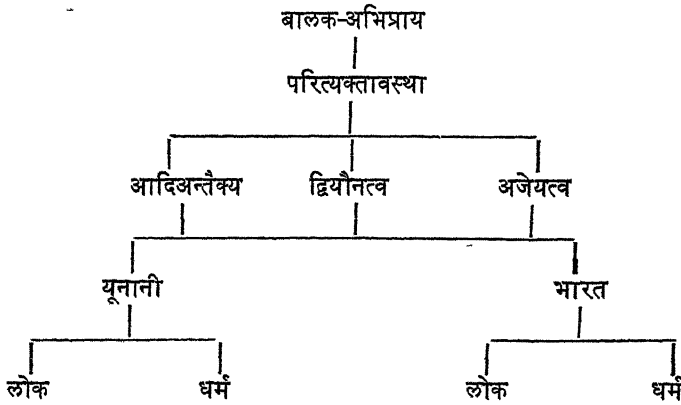 बालक-अभिप्राय
परित्यक्तावस्था
आदिअन्तैक्य द्वियौनत्व अजेयत्व
यूनानी भारत
लोक धर्म लोक धर्म